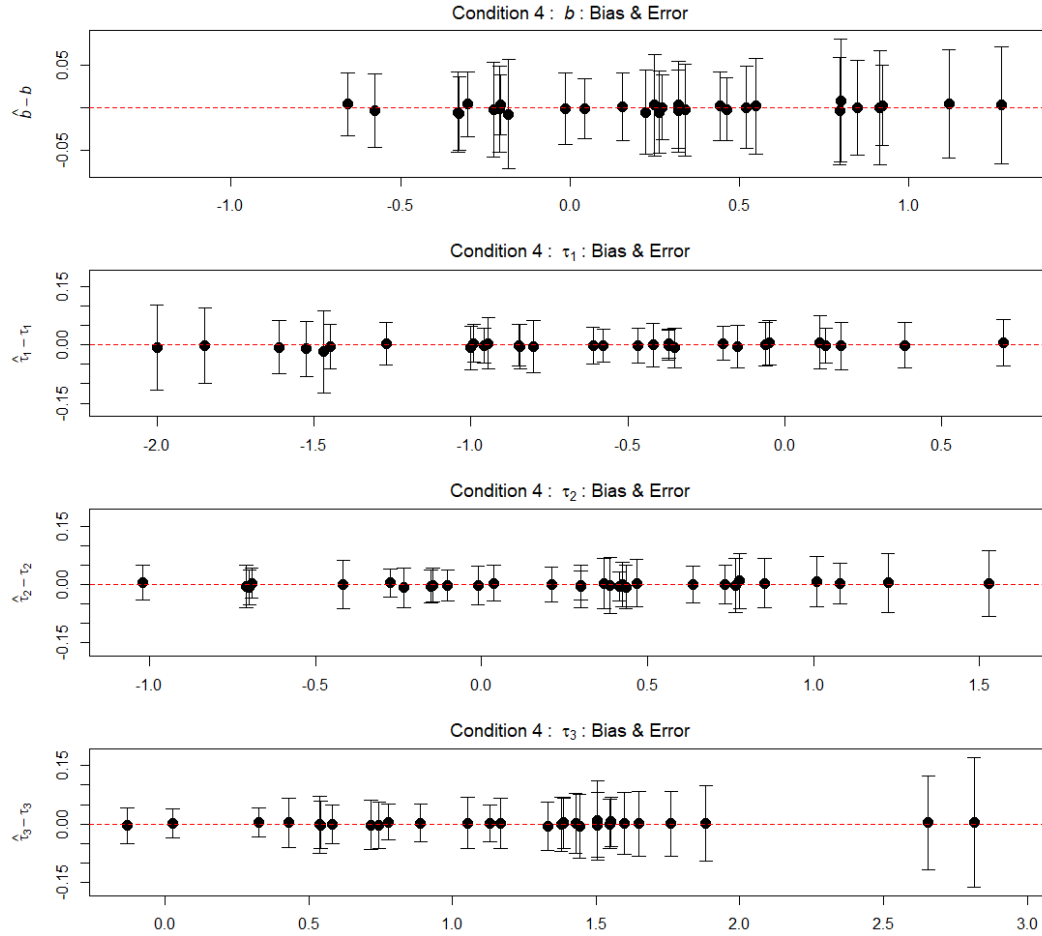 Condition 4 : b : Bias & Error
b̂ − b
0.05
-0.05
-1.0 -0.5 0.0 0.5 1.0
Condition 4 : τ1 : Bias & Error
τ̂1 − τ1
0.15
0.00
-0.15
-2.0 -1.5 -1.0 -0.5 0.0 0.5
Condition 4 : τ2 : Bias & Error
τ̂2 − τ2
0.15
0.00
-0.15
-1.0 -0.5 0.0 0.5 1.0 1.5
Condition 4 : τ3 : Bias & Error
τ̂3 − τ3
0.15
0.00
-0.15
0.0 0.5 1.0 1.5 2.0 2.5 3.0